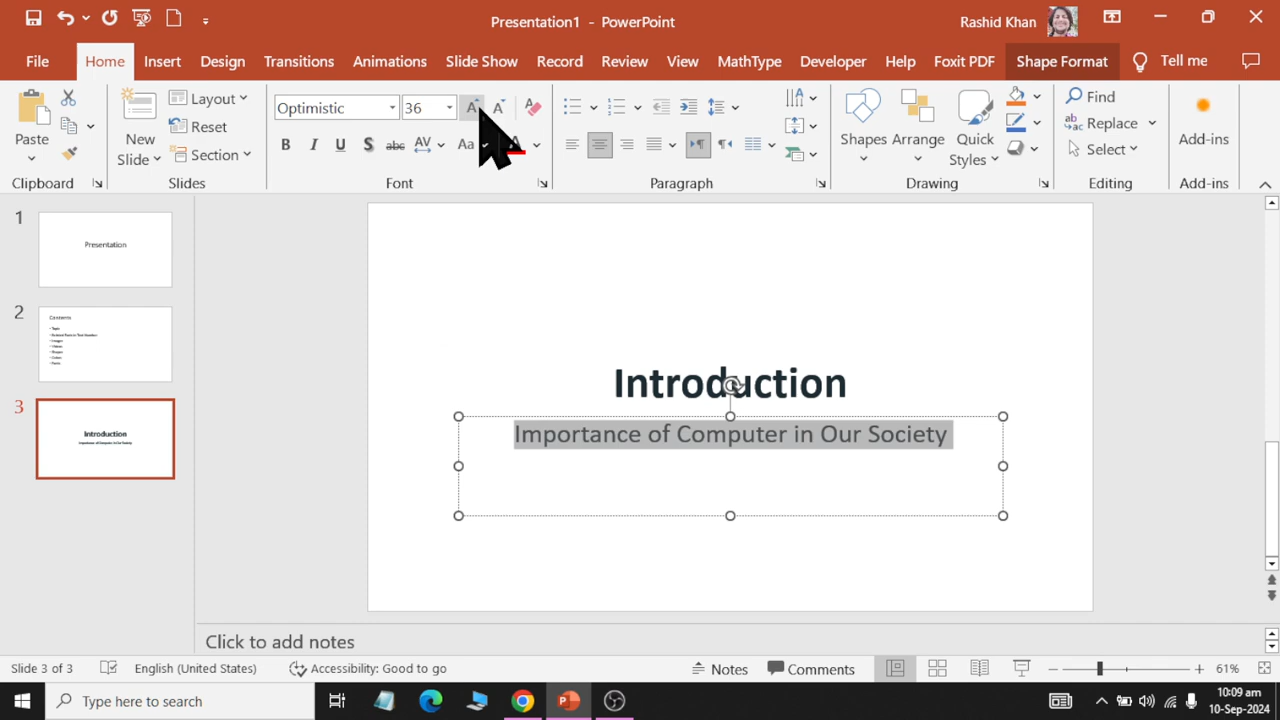 Presentation1 - PowerPoint
Rashid Khan
File Home Insert Design Transitions Animations Slide Show Record Review View MathType Developer Help Foxit PDF Shape Format Tell me
Paste
Clipboard
New
Slide
Layout
Reset
Section
Slides
Optimistic 36
B I U S abc AV Aa
Font
Paragraph
Shapes Arrange Quick
Styles
Drawing
Find
Replace
Select
Editing
Add-ins
Add-ins
1
Presentation
2
Contents
3
Introduction
Importance of Computer in Our Society
Introduction
Importance of Computer in Our Society
Click to add notes
Slide 3 of 3 English (United States) Accessibility: Good to go Notes Comments 61%
Type here to search
10:09 am
10-Sep-2024